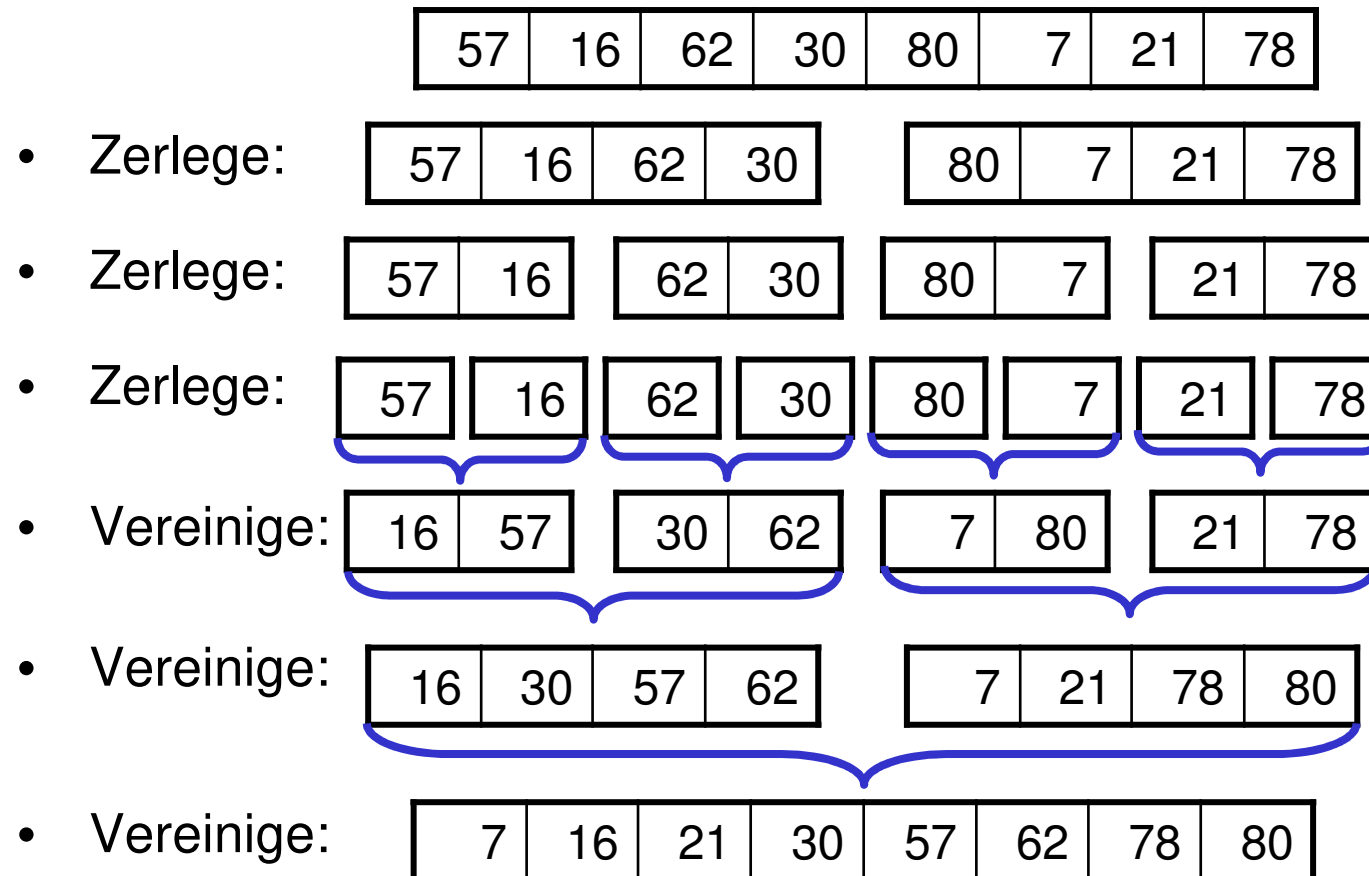 57 16 62 30 80 7 21 78
• Zerlege: 57 16 62 30 80 7 21 78
• Zerlege: 57 16 62 30 80 7 21 78
• Zerlege: 57 16 62 30 80 7 21 78
• Vereinige: 16 57 30 62 7 80 21 78
• Vereinige: 16 30 57 62 7 21 78 80
• Vereinige: 7 16 21 30 57 62 78 80